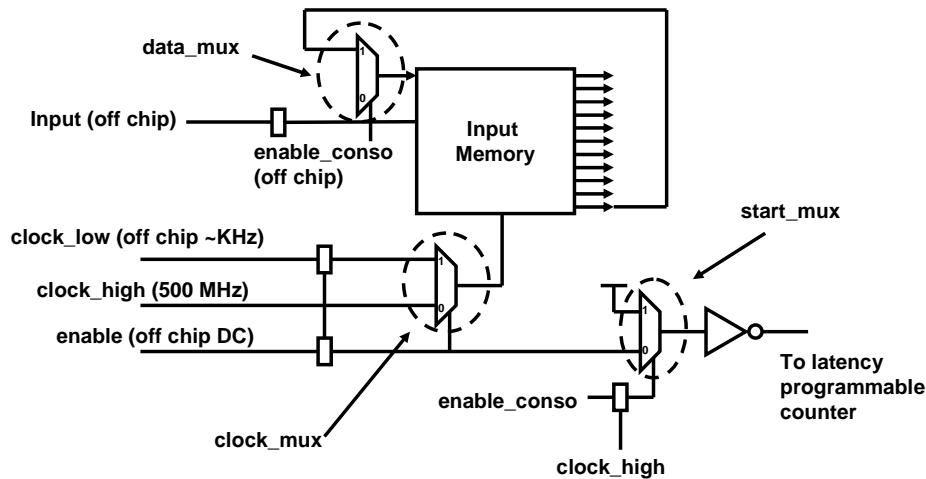 data_mux
1
0
Input (off chip)
enable_conso
(off chip)
Input
Memory
start_mux
clock_low (off chip ~KHz)
1
clock_high (500 MHz)
0
enable (off chip DC)
1
0
To latency
programmable
counter
enable_conso
clock_mux
clock_high